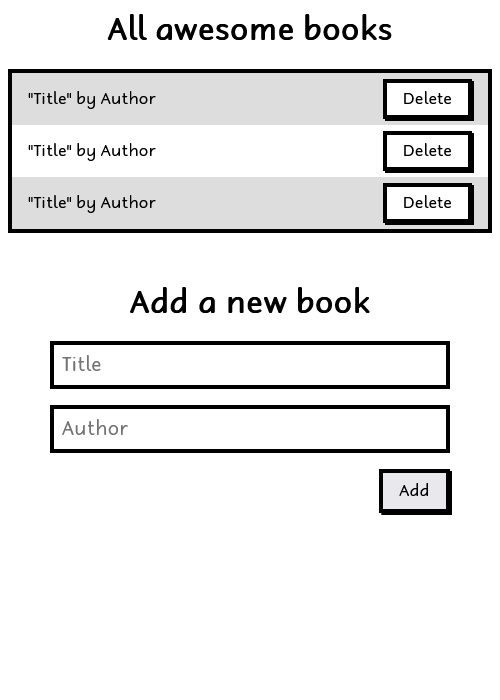 All awesome books
"Title" by Author
Delete
"Title" by Author
Delete
"Title" by Author
Delete
Add a new book
Title
Author
Add